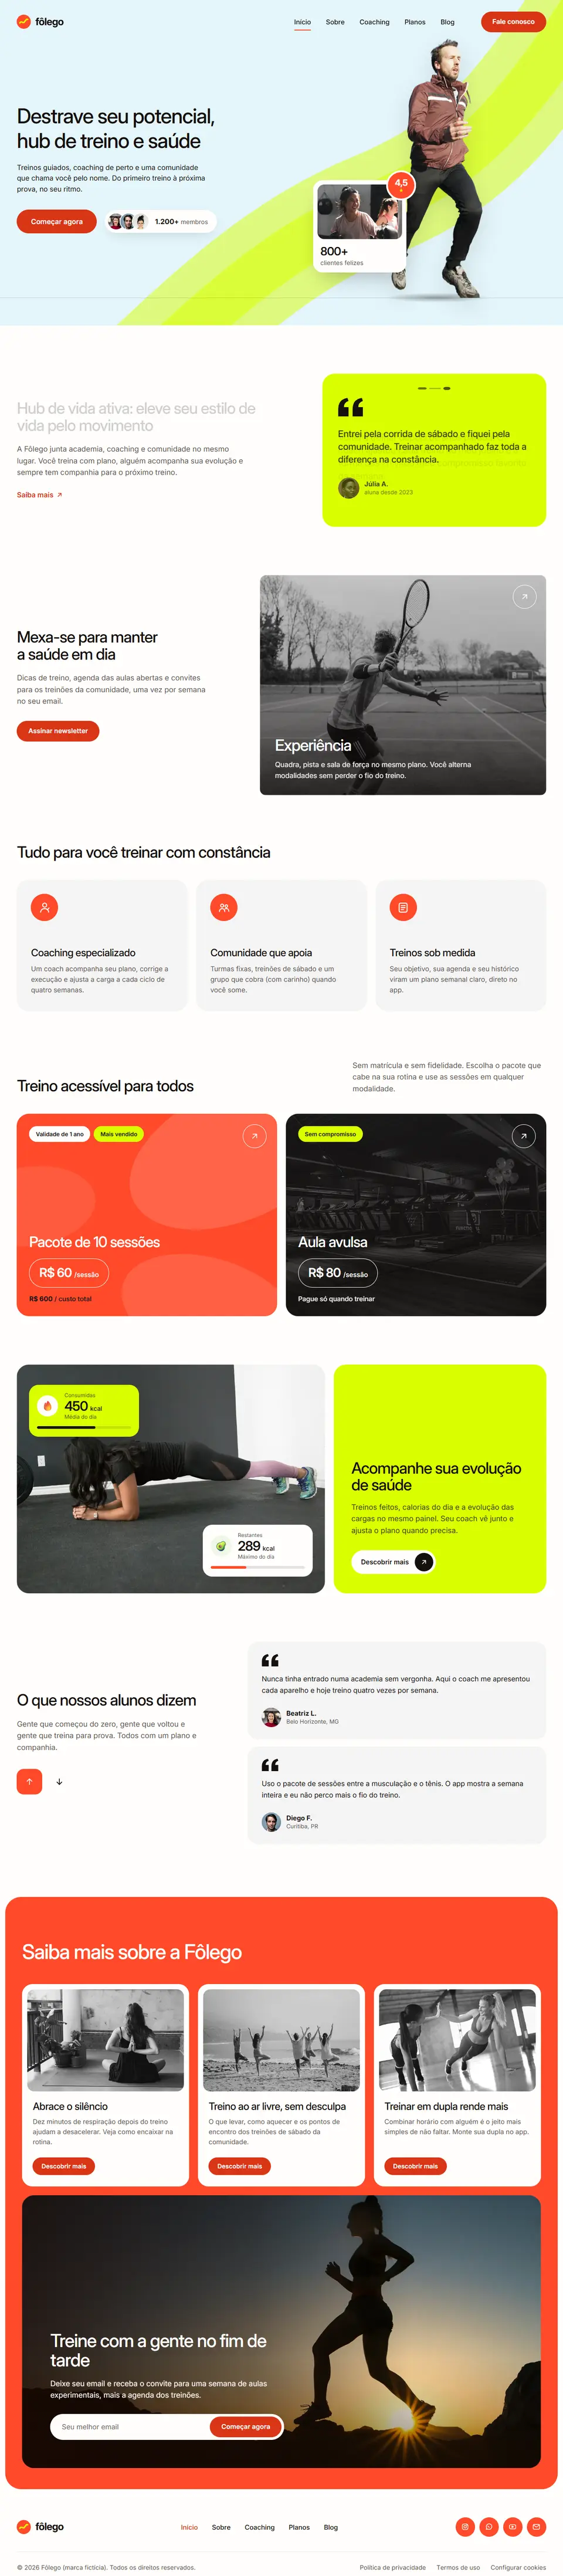 fôlego
Início
Sobre
Coaching
Planos
Blog
Fale conosco
Destrave seu potencial,
hub de treino e saúde
Treinos guiados, coaching de perto e uma comunidade
que chama você pelo nome. Do primeiro treino à próxima
prova, no seu ritmo.
Começar agora
1.200+ membros
4,5
800+
clientes felizes
Hub de vida ativa: eleve seu estilo de
vida pelo movimento
A Fôlego junta academia, coaching e comunidade no mesmo
lugar. Você treina com plano, alguém acompanha sua evolução e
sempre tem companhia para o próximo treino.
Saiba mais
Entrei pela corrida de sábado e fiquei pela
comunidade. Treinar acompanhado faz toda a
diferença na constância.
Júlia A.
aluna desde 2023
Mexa-se para manter
a saúde em dia
Dicas de treino, agenda das aulas abertas e convites
para os treinões da comunidade, uma vez por semana
no seu email.
Assinar newsletter
Experiência
Quadra, pista e sala de força no mesmo plano. Você alterna
modalidades sem perder o fio do treino.
Tudo para você treinar com constância
Coaching especializado
Um coach acompanha seu plano, corrige a
execução e ajusta a carga a cada ciclo de
quatro semanas.
Comunidade que apoia
Turmas fixas, treinões de sábado e um
grupo que cobra (com carinho) quando
você some.
Treinos sob medida
Seu objetivo, sua agenda e seu histórico
viram um plano semanal claro, direto no
app.
Treino acessível para todos
Sem matrícula e sem fidelidade. Escolha o pacote que
cabe na sua rotina e use as sessões em qualquer
modalidade.
Validade de 1 ano
Mais vendido
Pacote de 10 sessões
R$ 60 /sessão
R$ 600 / custo total
Sem compromisso
Aula avulsa
R$ 80 /sessão
Pague só quando treinar
Consumidas
450 kcal
Média do dia
Restantes
289 kcal
Máximo do dia
Acompanhe sua evolução
de saúde
Treinos feitos, calorias do dia e a evolução das
cargas no mesmo painel. Seu coach vê junto e
ajusta o plano quando precisa.
Descobrir mais
O que nossos alunos dizem
Gente que começou do zero, gente que voltou e
gente que treina para prova. Todos com um plano e
companhia.
Nunca tinha entrado numa academia sem vergonha. Aqui o coach me apresentou
cada aparelho e hoje treino quatro vezes por semana.
Beatriz L.
Belo Horizonte, MG
Uso o pacote de sessões entre a musculação e o tênis. O app mostra a semana
inteira e eu não perco mais o fio do treino.
Diego F.
Curitiba, PR
Saiba mais sobre a Fôlego
Abrace o silêncio
Dez minutos de respiração depois do treino
ajudam a desacelerar. Veja como encaixar na
rotina.
Descobrir mais
Treino ao ar livre, sem desculpa
O que levar, como aquecer e os pontos de
encontro dos treinões de sábado da
comunidade.
Descobrir mais
Treinar em dupla rende mais
Combinar horário com alguém é o jeito mais
simples de não faltar. Monte sua dupla no app.
Descobrir mais
Treine com a gente no fim de
tarde
Deixe seu email e receba o convite para uma semana de aulas
experimentais, mais a agenda dos treinões.
Seu melhor email
Começar agora
fôlego
Início
Sobre
Coaching
Planos
Blog
© 2026 Fôlego (marca fictícia). Todos os direitos reservados.
Política de privacidade
Termos de uso
Configurar cookies